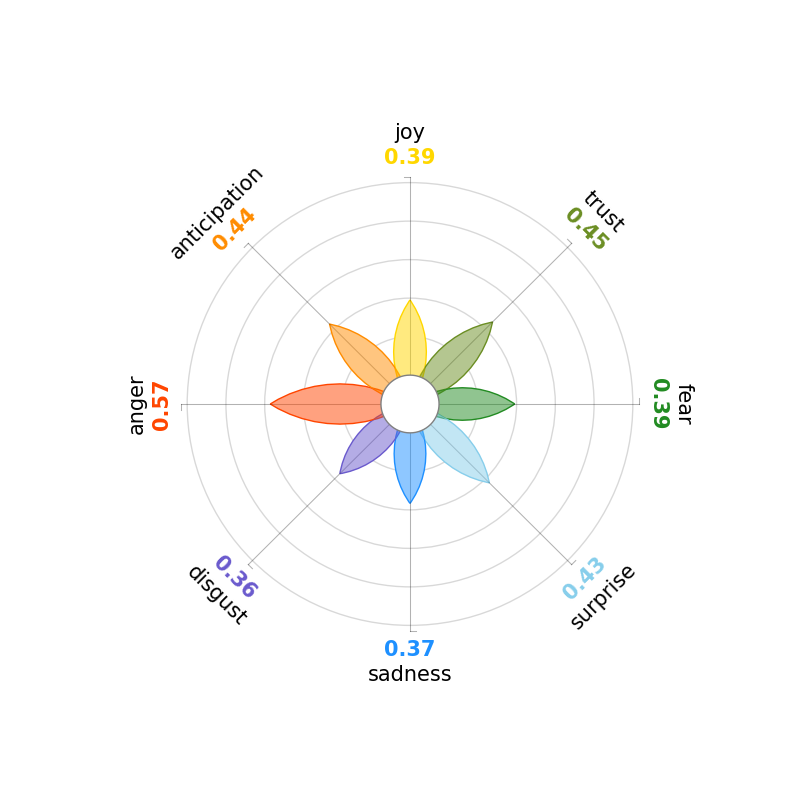 joy
0.39
trust
0.45
fear
0.39
surprise
0.43
sadness
0.37
disgust
0.36
anger
0.57
anticipation
0.44